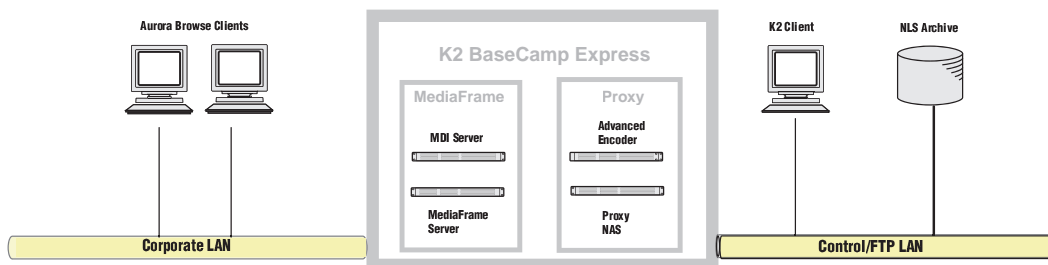 Aurora Browse Clients
K2 BaseCamp Express
K2 Client
NLS Archive
MediaFrame
Proxy
MDI Server
Advanced
Encoder
MediaFrame
Server
Proxy
NAS
Corporate LAN
Control/FTP LAN